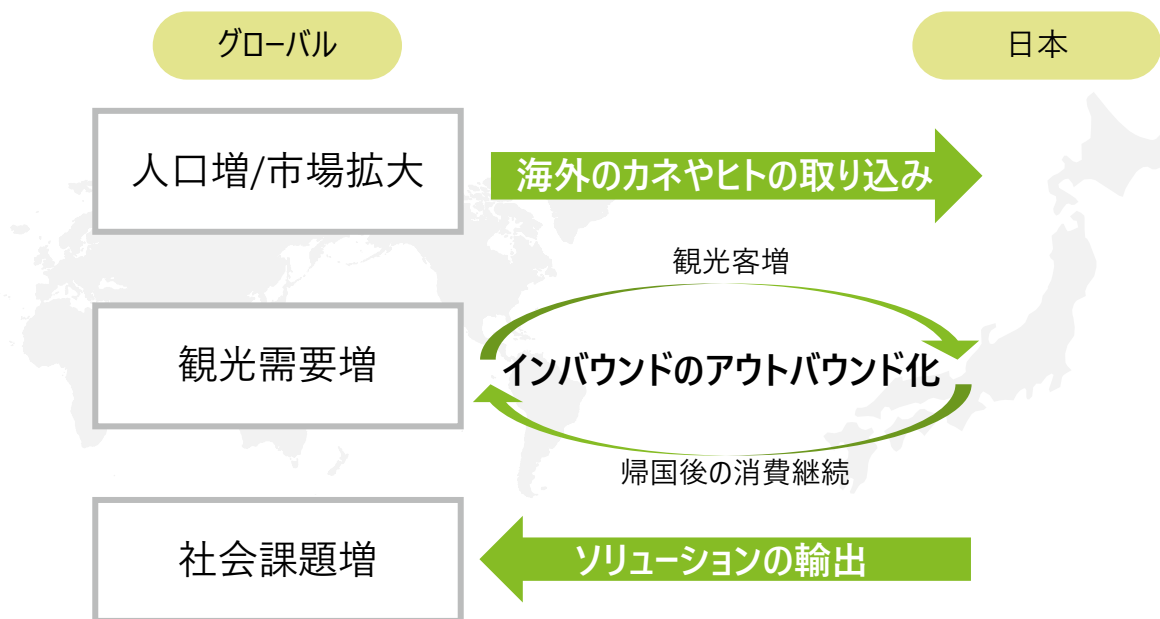 グローバル
日本
人口増/市場拡大
海外のカネやヒトの取り込み
観光客増
観光需要増
インバウンドのアウトバウンド化
帰国後の消費継続
社会課題増
ソリューションの輸出